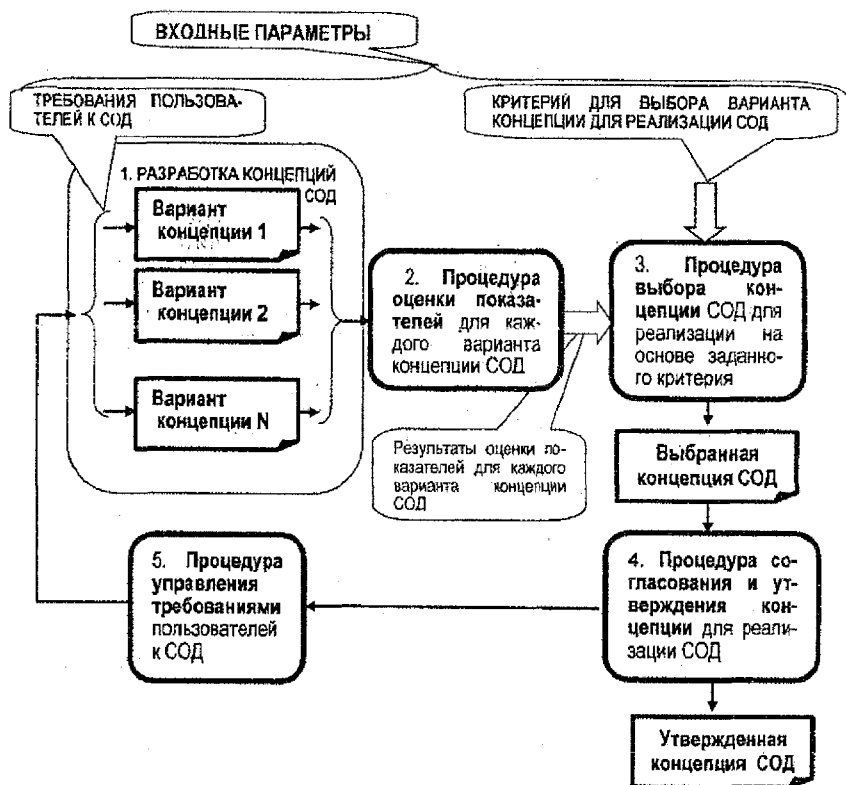 ВХОДНЫЕ ПАРАМЕТРЫ
ТРЕБОВАНИЯ ПОЛЬЗОВА-
ТЕЛЕЙ К СОД
КРИТЕРИЙ ДЛЯ ВЫБОРА ВАРИАНТА
КОНЦЕПЦИИ ДЛЯ РЕАЛИЗАЦИИ СОД
1. РАЗРАБОТКА КОНЦЕПЦИЙ
СОД
Вариант
концепции 1
Вариант
концепции 2
Вариант
концепции N
2. Процедура
оценки показа-
телей для каж-
дого варианта
концепции СОД
3. Процедура
выбора кон-
цепции СОД для
реализации на
основе заданно-
го критерия
Результаты оценки по-
казателей для каждого
варианта концепции
СОД
Выбранная
концепция СОД
5. Процедура
управления
требованиями
пользователей
к СОД
4. Процедура со-
гласования и ут-
верждения кон-
цепции для реали-
зации СОД
Утвержденная
концепция СОД